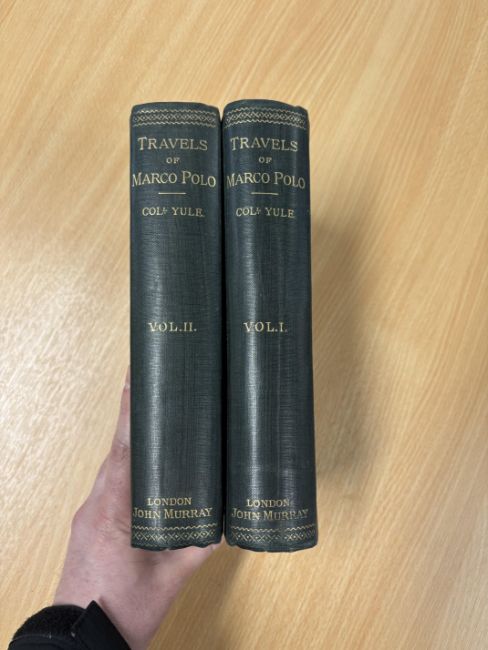 TRAVELS
OF
MARCO POLO
COL. YULE.
VOL. II.
LONDON
JOHN MURRAY
TRAVELS
OF
MARCO POLO
COL. YULE
VOL. I.
LONDON
JOHN MURRAY